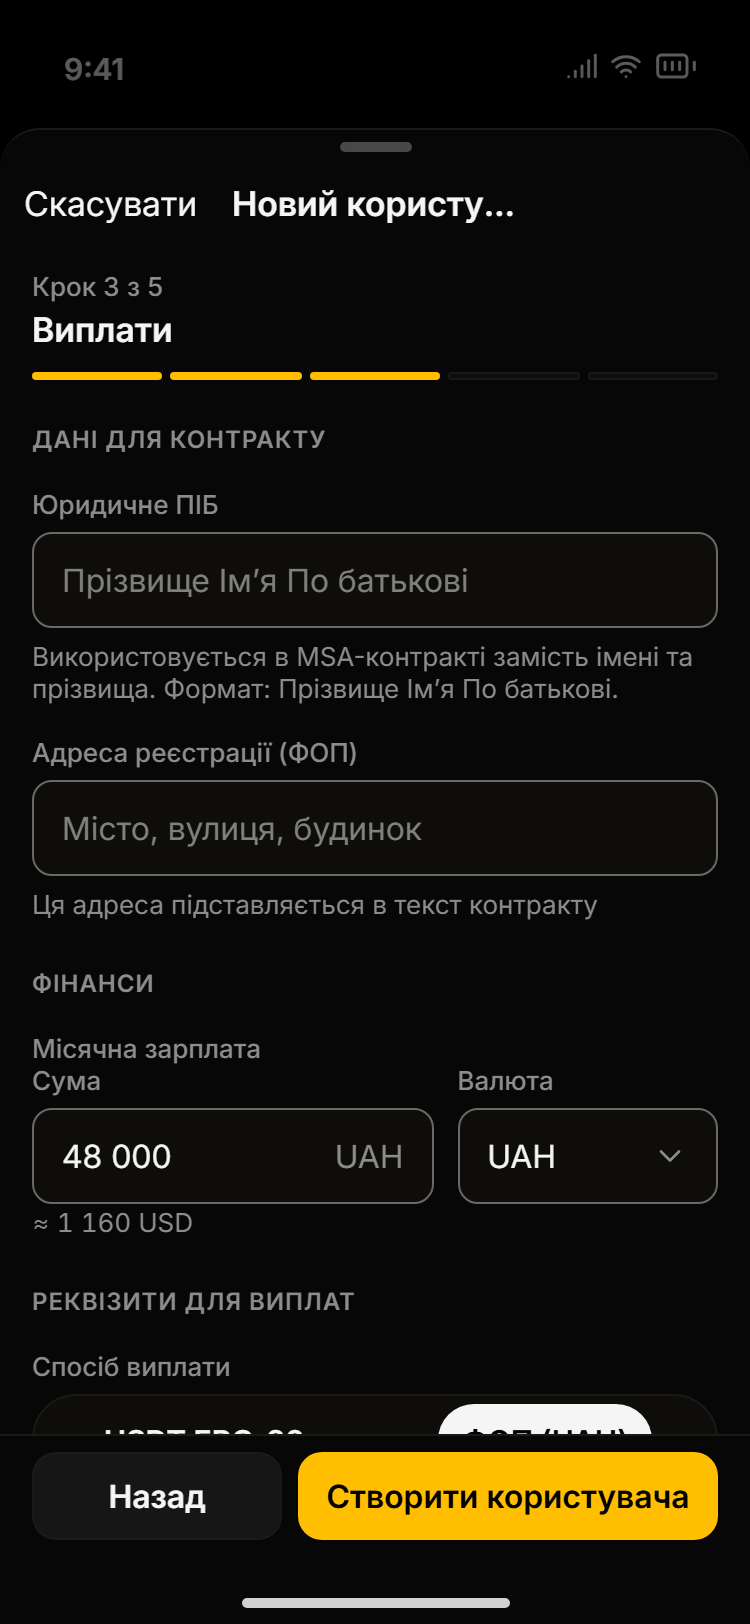 9:41
Скасувати Новий користу...
Крок 3 з 5
Виплати
ДАНІ ДЛЯ КОНТРАКТУ
Юридичне ПІБ
Прізвище Ім’я По батькові
Використовується в MSA-контракті замість імені та
прізвища. Формат: Прізвище Ім’я По батькові.
Адреса реєстрації (ФОП)
Місто, вулиця, будинок
Ця адреса підставляється в текст контракту
ФІНАНСИ
Місячна зарплата
Сума Валюта
48 000 UAH UAH
≈ 1 160 USD
РЕКВІЗИТИ ДЛЯ ВИПЛАТ
Спосіб виплати
ФОП (UAH)
Назад Створити користувача